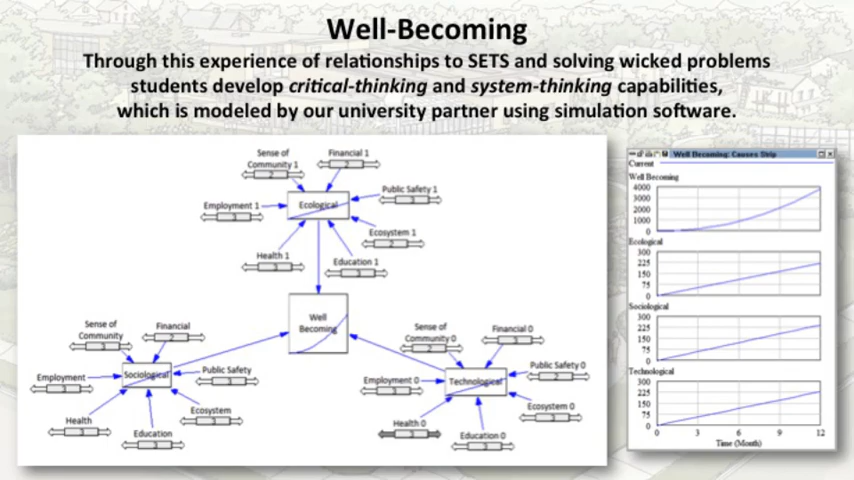 Well-Becoming
Through this experience of relationships to SETS and solving wicked problems
students develop critical-thinking and system-thinking capabilities,
which is modeled by our university partner using simulation software.
Sense of
Community 1
Financial 1
Employment 1
Ecological
Public Safety 1
Ecosystem 1
Health 1
Education 1
Well
Becoming
Sense of
Community
Financial
Employment
Sociological
Public Safety
Health
Ecosystem
Education
Sense of
Community 0
Financial 0
Employment 0
Technological
Public Safety 0
Health 0
Ecosystem 0
Education 0
Well Becoming: Causes Strip
Current
Well Becoming
4000
3000
2000
1000
0
Ecological
300
225
150
75
0
Sociological
300
225
150
75
0
Technological
300
225
150
75
0
0 3 6 9 12
Time (Month)